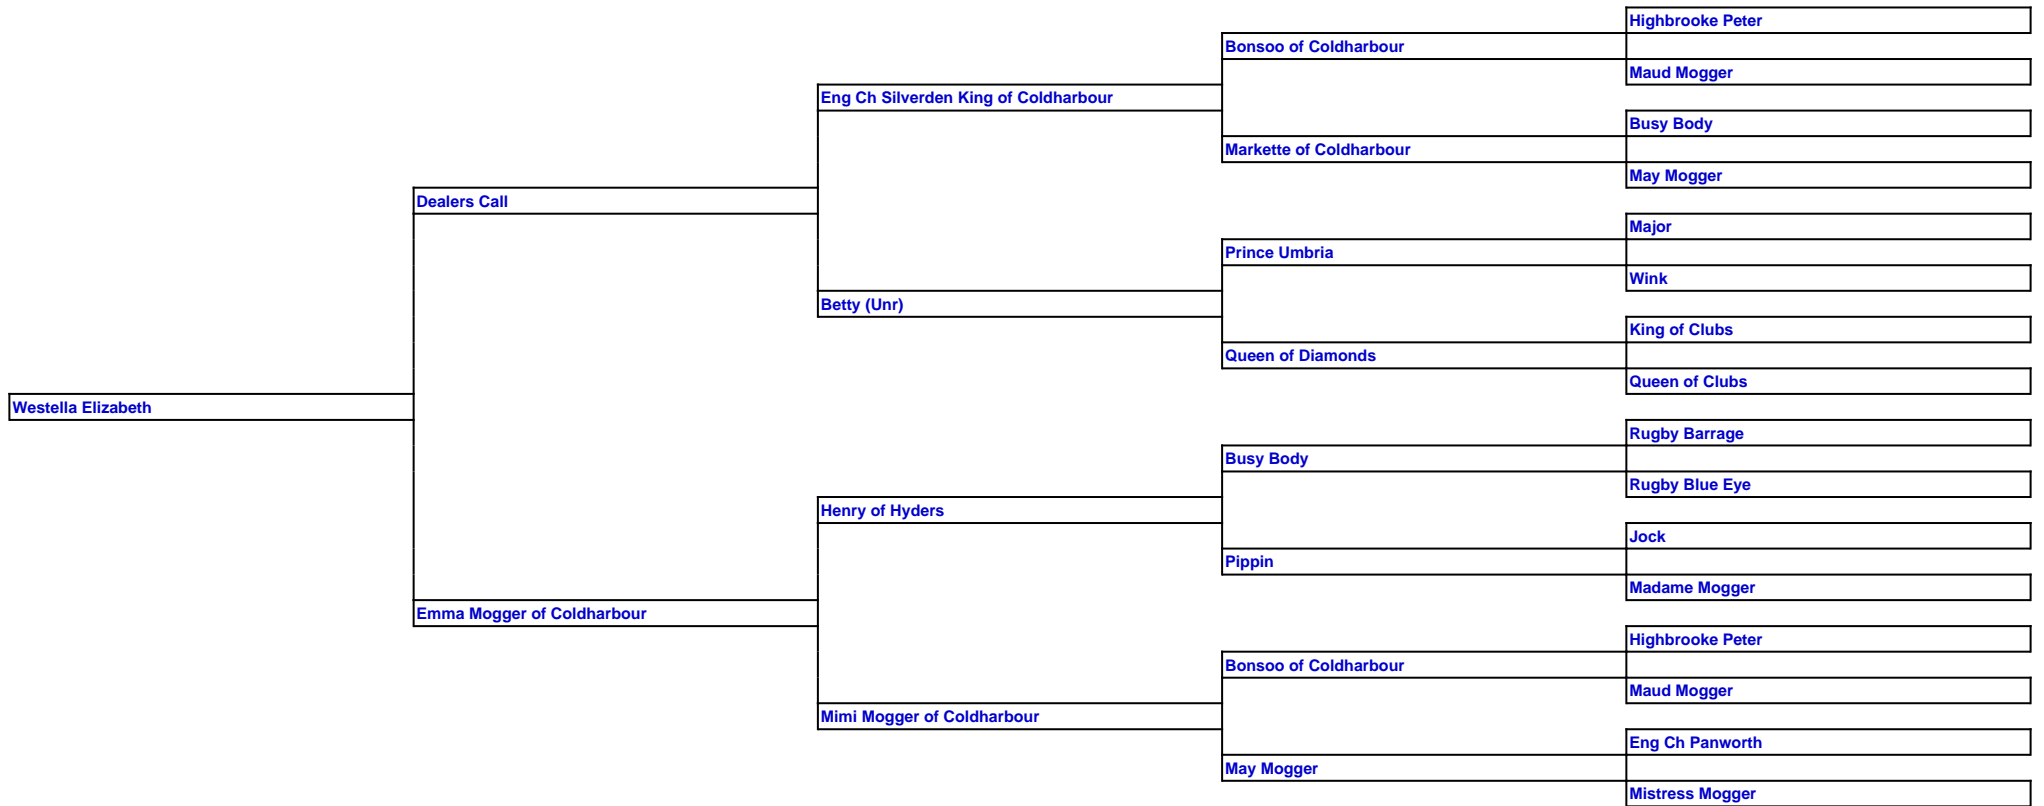 Highbrooke Peter
Bonsoo of Coldharbour
Maud Mogger
Eng Ch Silverden King of Coldharbour
Busy Body
Markette of Coldharbour
May Mogger
Dealers Call
Major
Prince Umbria
Wink
Betty (Unr)
King of Clubs
Queen of Diamonds
Queen of Clubs
Westella Elizabeth
Rugby Barrage
Busy Body
Rugby Blue Eye
Henry of Hyders
Jock
Pippin
Madame Mogger
Emma Mogger of Coldharbour
Highbrooke Peter
Bonsoo of Coldharbour
Maud Mogger
Mimi Mogger of Coldharbour
Eng Ch Panworth
May Mogger
Mistress Mogger